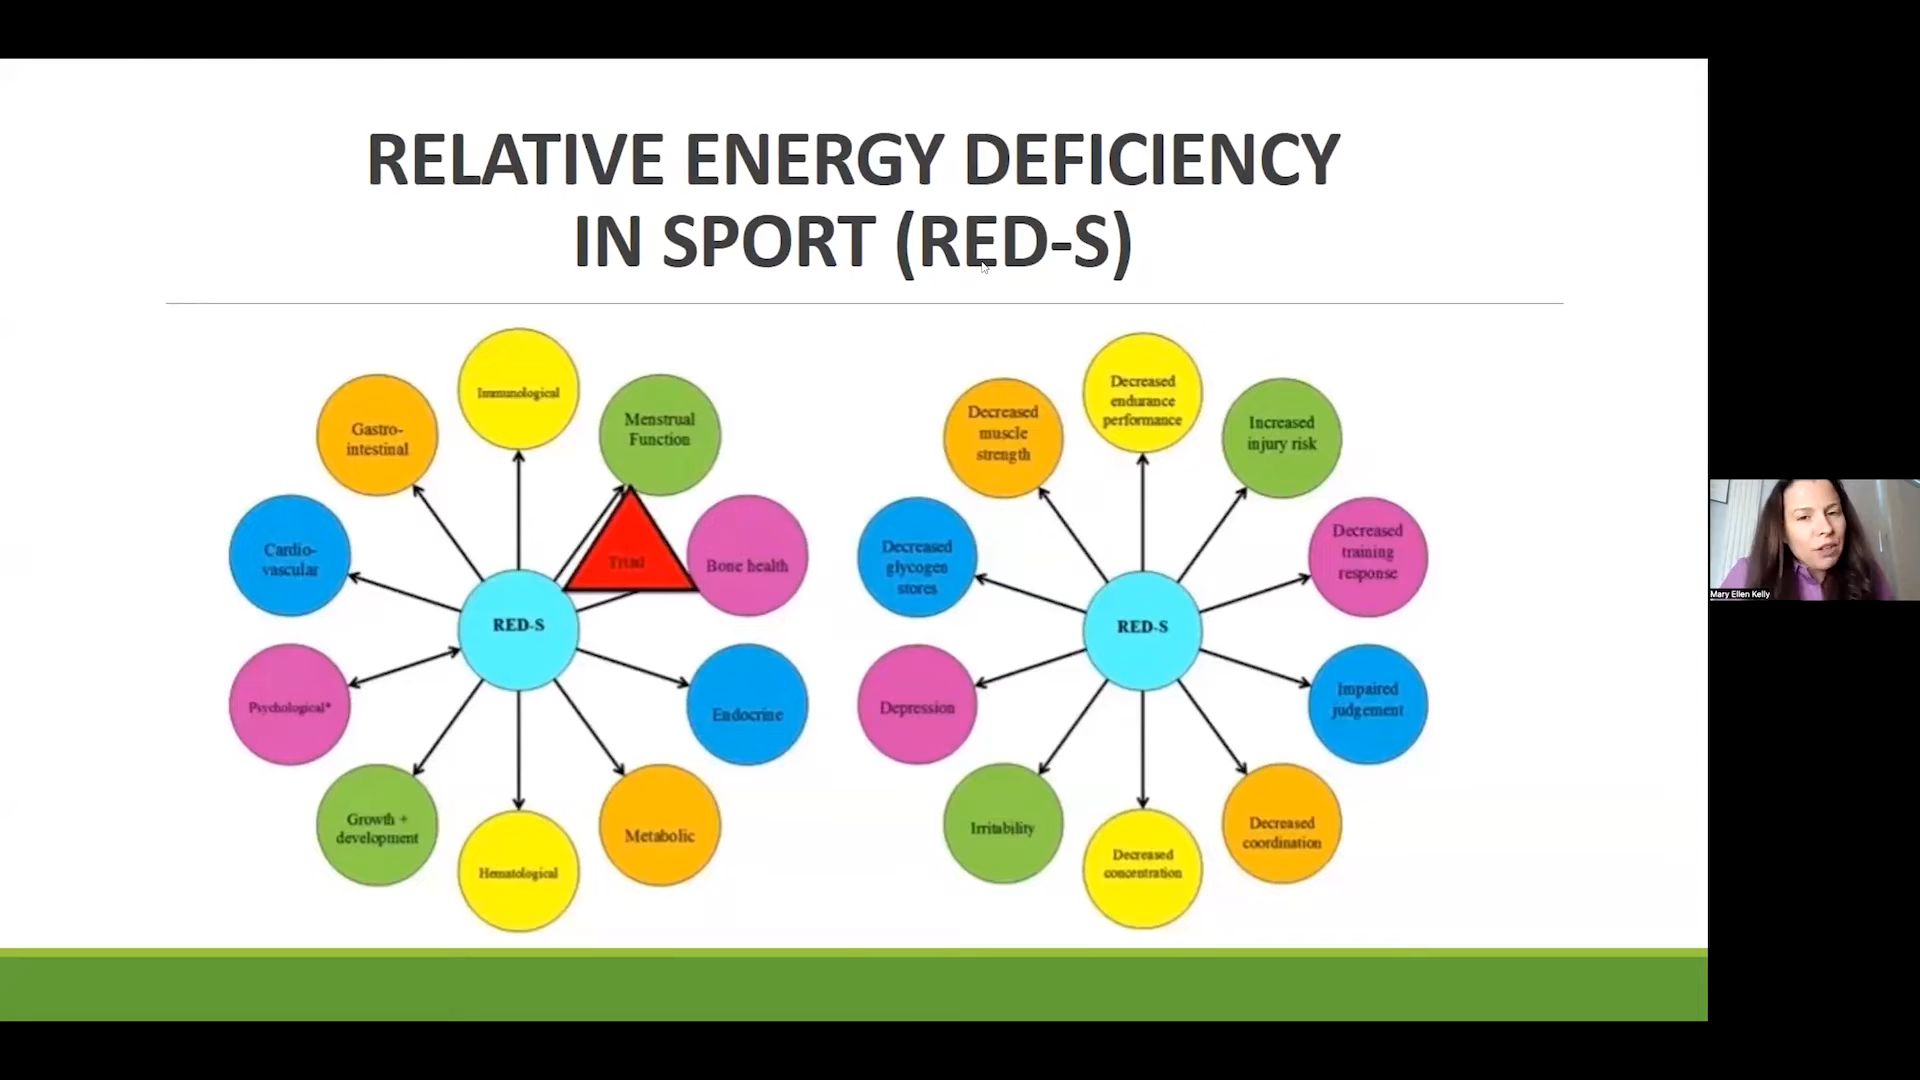 RELATIVE ENERGY DEFICIENCY
IN SPORT (RED-S)
Immunological
Menstrual
Function
Bone health
Endocrine
Metabolic
Hematological
Growth +
development
Psychological*
Cardio-
vascular
Gastro-
intestinal
Triad
RED-S
Decreased
endurance
performance
Increased
injury risk
Decreased
training
response
Impaired
judgement
Decreased
coordination
Decreased
concentration
Irritability
Depression
Decreased
glycogen
stores
Decreased
muscle
strength
RED-S
Mary Ellen Kelly